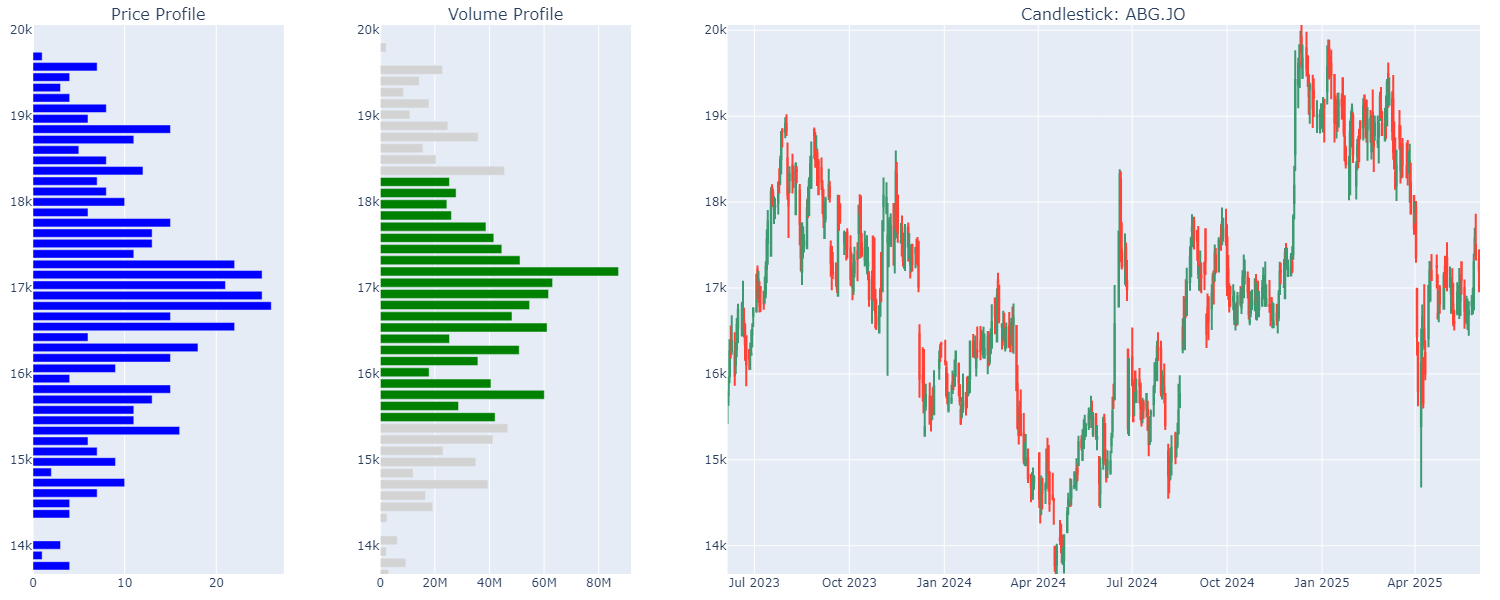 Price Profile
20k
19k
18k
17k
16k
15k
14k
0 10 20
Volume Profile
20k
19k
18k
17k
16k
15k
14k
0 20M 40M 60M 80M
Candlestick: ABG.JO
20k
19k
18k
17k
16k
15k
14k
Jul 2023 Oct 2023 Jan 2024 Apr 2024 Jul 2024 Oct 2024 Jan 2025 Apr 2025